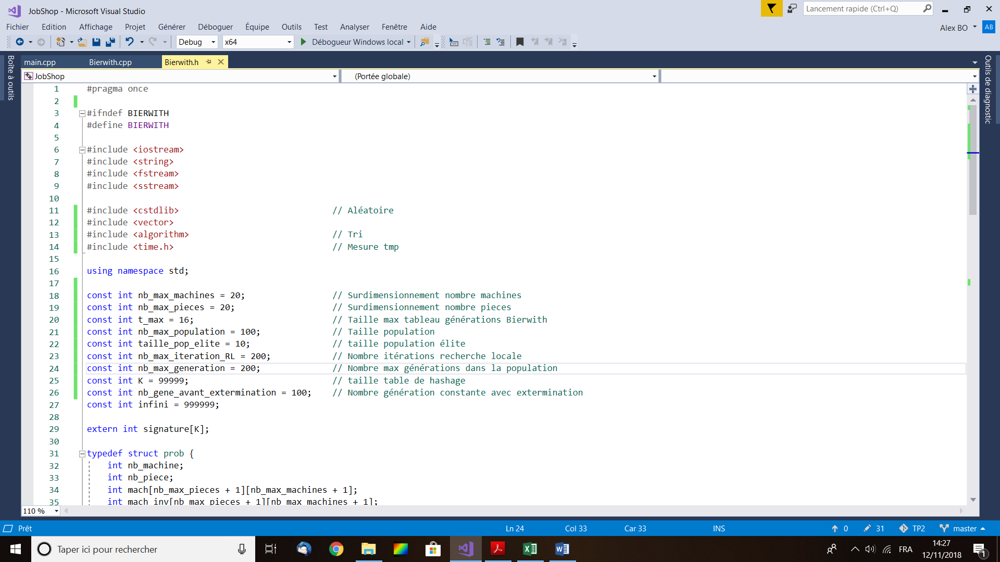 JobShop - Microsoft Visual Studio
Lancement rapide (Ctrl+Q)
Fichier Edition Affichage Projet Générer Déboguer Équipe Outils Test Analyser Fenêtre Aide
Alex BO AB
Debug x64 Débogueur Windows local
Boîte à outils
Outils de diagnostic
main.cpp Bierwith.cpp Bierwith.h
JobShop (Portée globale)
1 #pragma once
2
3 #ifndef BIERWITH
4 #define BIERWITH
5
6 #include <iostream>
7 #include <string>
8 #include <fstream>
9 #include <sstream>
10
11 #include <cstdlib> // Aléatoire
12 #include <vector>
13 #include <algorithm> // Tri
14 #include <time.h> // Mesure tmp
15
16 using namespace std;
17
18 const int nb_max_machines = 20; // Surdimensionnement nombre machines
19 const int nb_max_pieces = 20; // Surdimensionnement nombre pieces
20 const int t_max = 16; // Taille max tableau générations Bierwith
21 const int nb_max_population = 100; // Taille population
22 const int taille_pop_elite = 10; // taille population élite
23 const int nb_max_iteration_RL = 200; // Nombre itérations recherche locale
24 const int nb_max_generation = 200; // Nombre max générations dans la population
25 const int K = 99999; // taille table de hashage
26 const int nb_gene_avant_extermination = 100; // Nombre génération constante avec extermination
27 const int infini = 999999;
28
29 extern int signature[K];
30
31 typedef struct prob {
32 int nb_machine;
33 int nb_piece;
34 int mach[nb_max_pieces + 1][nb_max_machines + 1];
35 int mach_inv[nb_max_pieces + 1][nb_max_machines + 1];
110 %
Prêt Ln 24 Col 33 Car 33 INS 0 31 TP2 master
Taper ici pour rechercher
FRA
14:27
12/11/2018
1